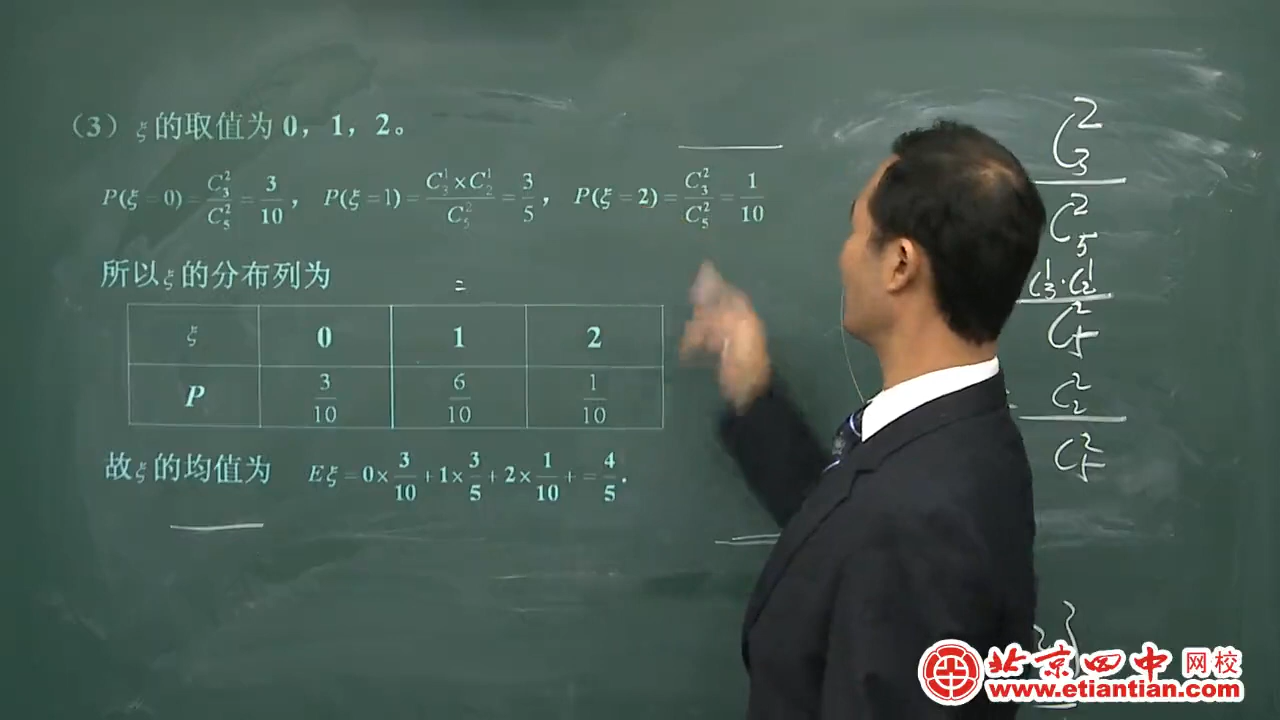 （3）ξ的取值为0，1，2。
P(ξ=0)=C₃²/C₅²=3/10，P(ξ=1)=C₃¹×C₂¹/C₅²=3/5，P(ξ=2)=C₃²/C₅²=1/10
所以ξ的分布列为
ξ 0 1 2
P 3/10 6/10 1/10
故ξ的均值为 Eξ=0×3/10+1×3/5+2×1/10+=4/5.
C₃²/C₅²
C₃¹·C₂¹/C₅²
C₂²/C₅²
北京四中网校
www.etiantian.com